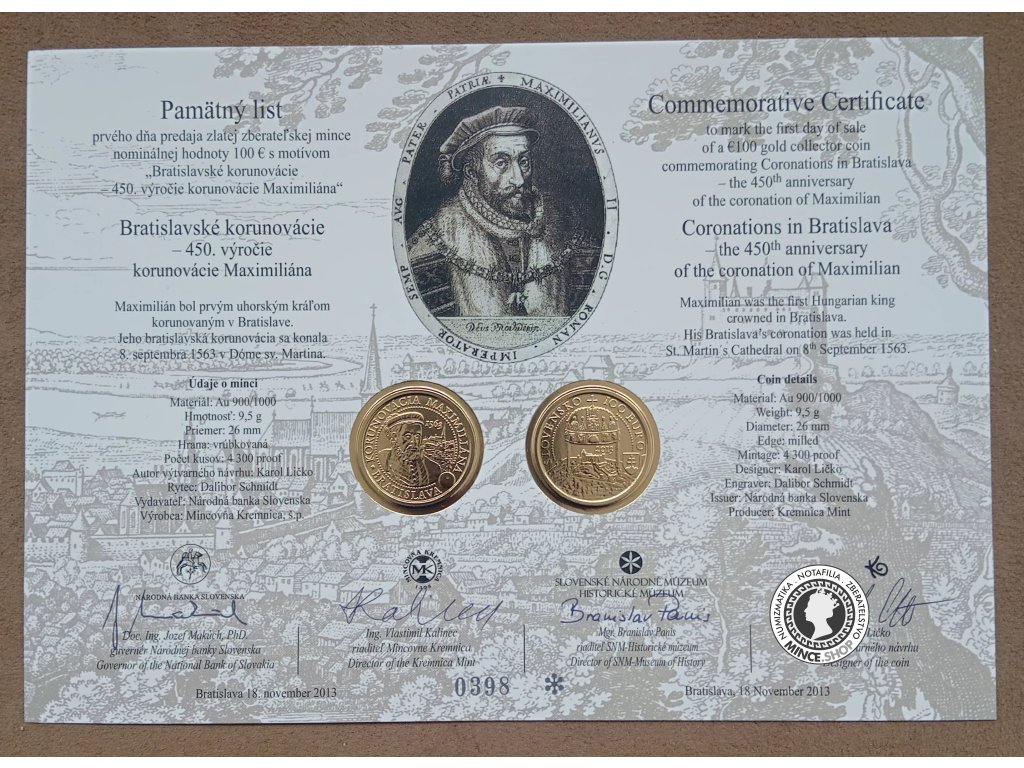 Pamätný list
prvého dňa predaja zlatej zberateľskej mince
nominálnej hodnoty 100 € s motívom
„Bratislavské korunovácie
– 450. výročie korunovácie Maximiliána“
Bratislavské korunovácie
– 450. výročie
korunovácie Maximiliána
Maximilián bol prvým uhorským kráľom
korunovaným v Bratislave.
Jeho bratislavská korunovácia sa konala
8. septembra 1563 v Dóme sv. Martina.
Údaje o minci
Materiál: Au 900/1000
Hmotnosť: 9,5 g
Priemer: 26 mm
Hrana: vrúbkovaná
Počet kusov: 4 300 proof
Autor výtvarného návrhu: Karol Ličko
Rytec: Dalibor Schmidt
Vydavateľ: Národná banka Slovenska
Výrobca: Mincovňa Kremnica, š.p.
MAXIMILIANVS · II · D · G · ROMAN · IMPERATOR · SEMP · AVG · PATER · PATRIÆ
Deus Providebit
Commemorative Certificate
to mark the first day of sale
of a €100 gold collector coin
commemorating Coronations in Bratislava
– the 450th anniversary
of the coronation of Maximilian
Coronations in Bratislava
– the 450th anniversary
of the coronation of Maximilian
Maximilian was the first Hungarian king
crowned in Bratislava.
His Bratislava's coronation was held in
St. Martin's Cathedral on 8th September 1563.
Coin details
Material: Au 900/1000
Weight: 9,5 g
Diameter: 26 mm
Edge: milled
Mintage: 4 300 proof
Designer: Karol Ličko
Engraver: Dalibor Schmidt
Issuer: Národná banka Slovenska
Producer: Kremnica Mint
KORUNOVÁCIA MAXIMILIÁNA
1563
BRATISLAVA
SLOVENSKO 100 EURO
NÁRODNÁ BANKA SLOVENSKA
Doc. Ing. Jozef Makúch, PhD.
guvernér Národnej banky Slovenska
Governor of the National Bank of Slovakia
MINCOVŇA KREMNICA
MK
Ing. Vlastimil Kalinec
riaditeľ Mincovne Kremnica
Director of the Kremnica Mint
SLOVENSKÉ NÁRODNÉ MÚZEUM
HISTORICKÉ MÚZEUM
Branislav Panis
Mgr. Branislav Panis
riaditeľ SNM-Historické múzeum
Director of SNM-Museum of History
Ličko
Designer of the coin
NUMIZMATIKA . NOTAFILIA . ZBERATELSTVO
MINCE.SHOP
Bratislava 18. november 2013
0398
Bratislava, 18 November 2013